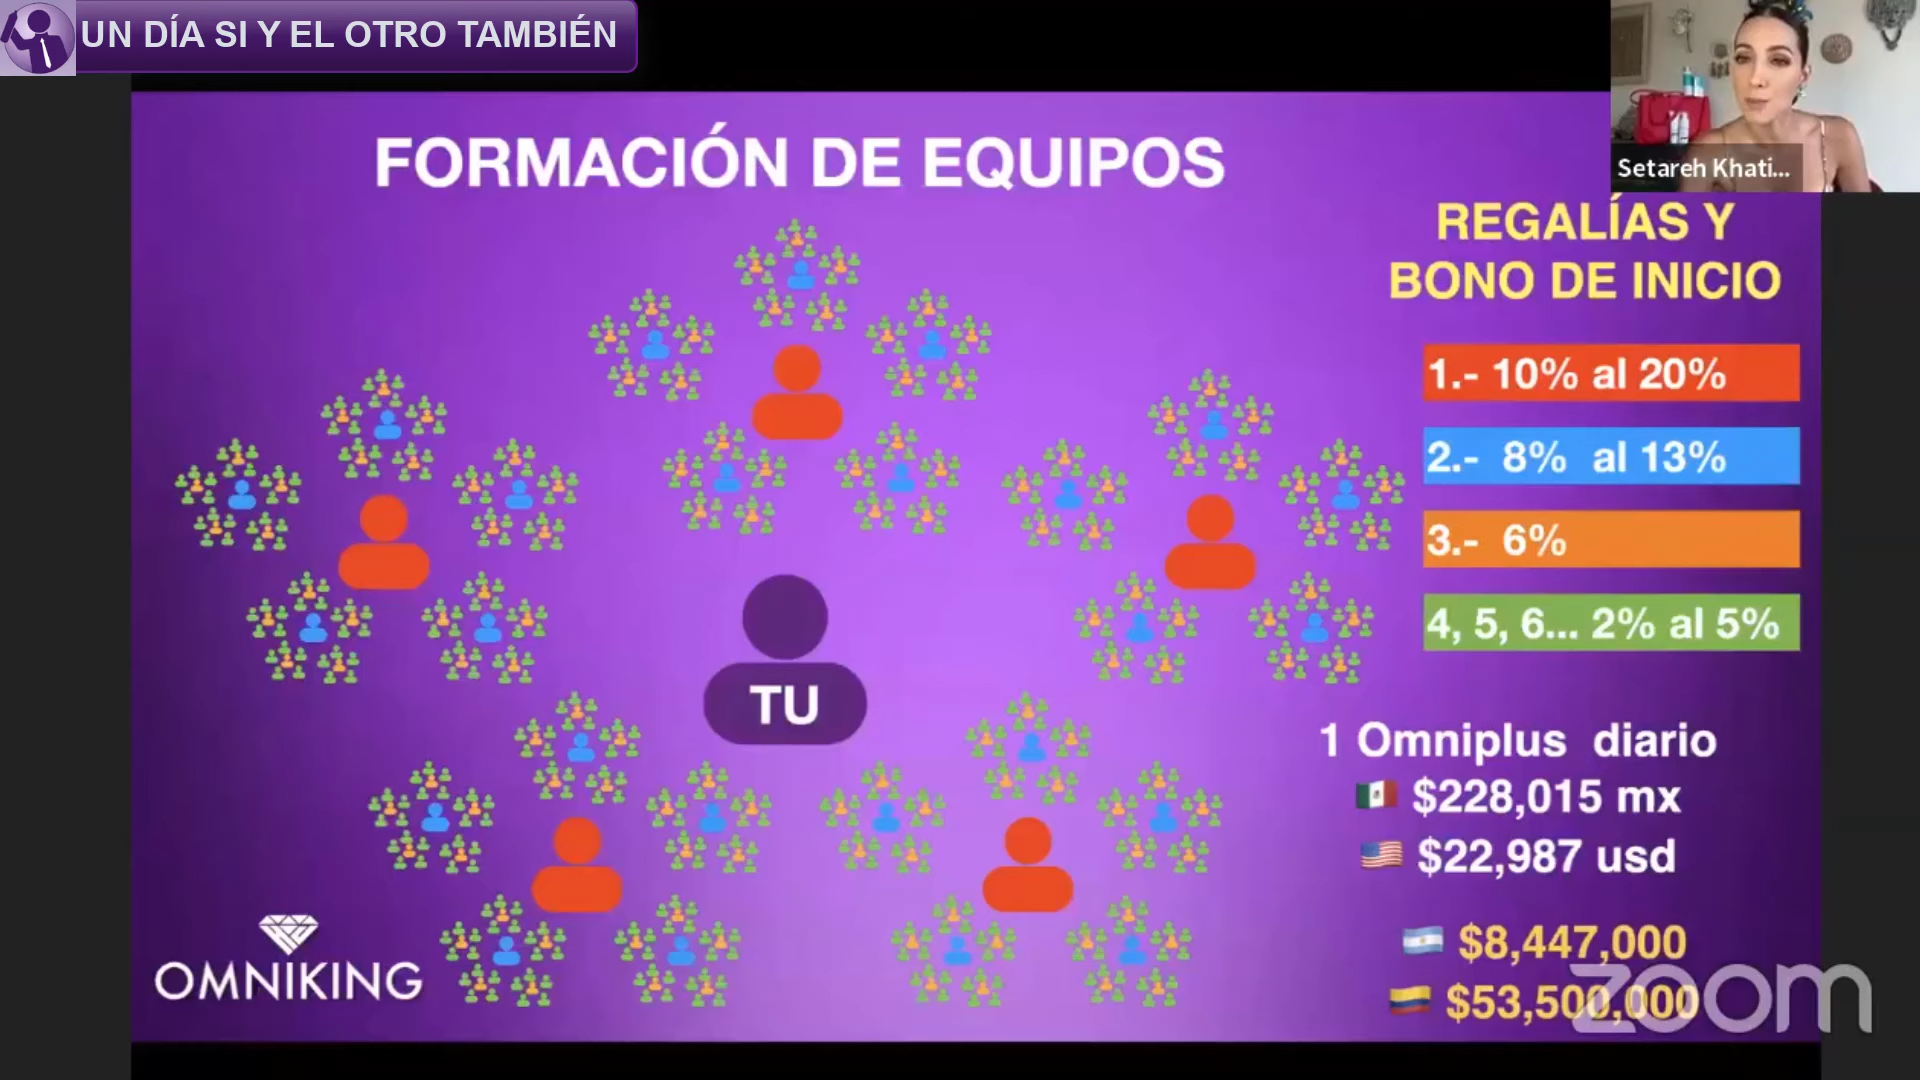 UN DÍA SI Y EL OTRO TAMBIÉN
Setareh Khati...
FORMACIÓN DE EQUIPOS
REGALÍAS Y
BONO DE INICIO
1.- 10% al 20%
2.- 8% al 13%
3.- 6%
4, 5, 6... 2% al 5%
TU
1 Omniplus diario
$228,015 mx
$22,987 usd
$8,447,000
$53,500,000
OMNIKING
zoom